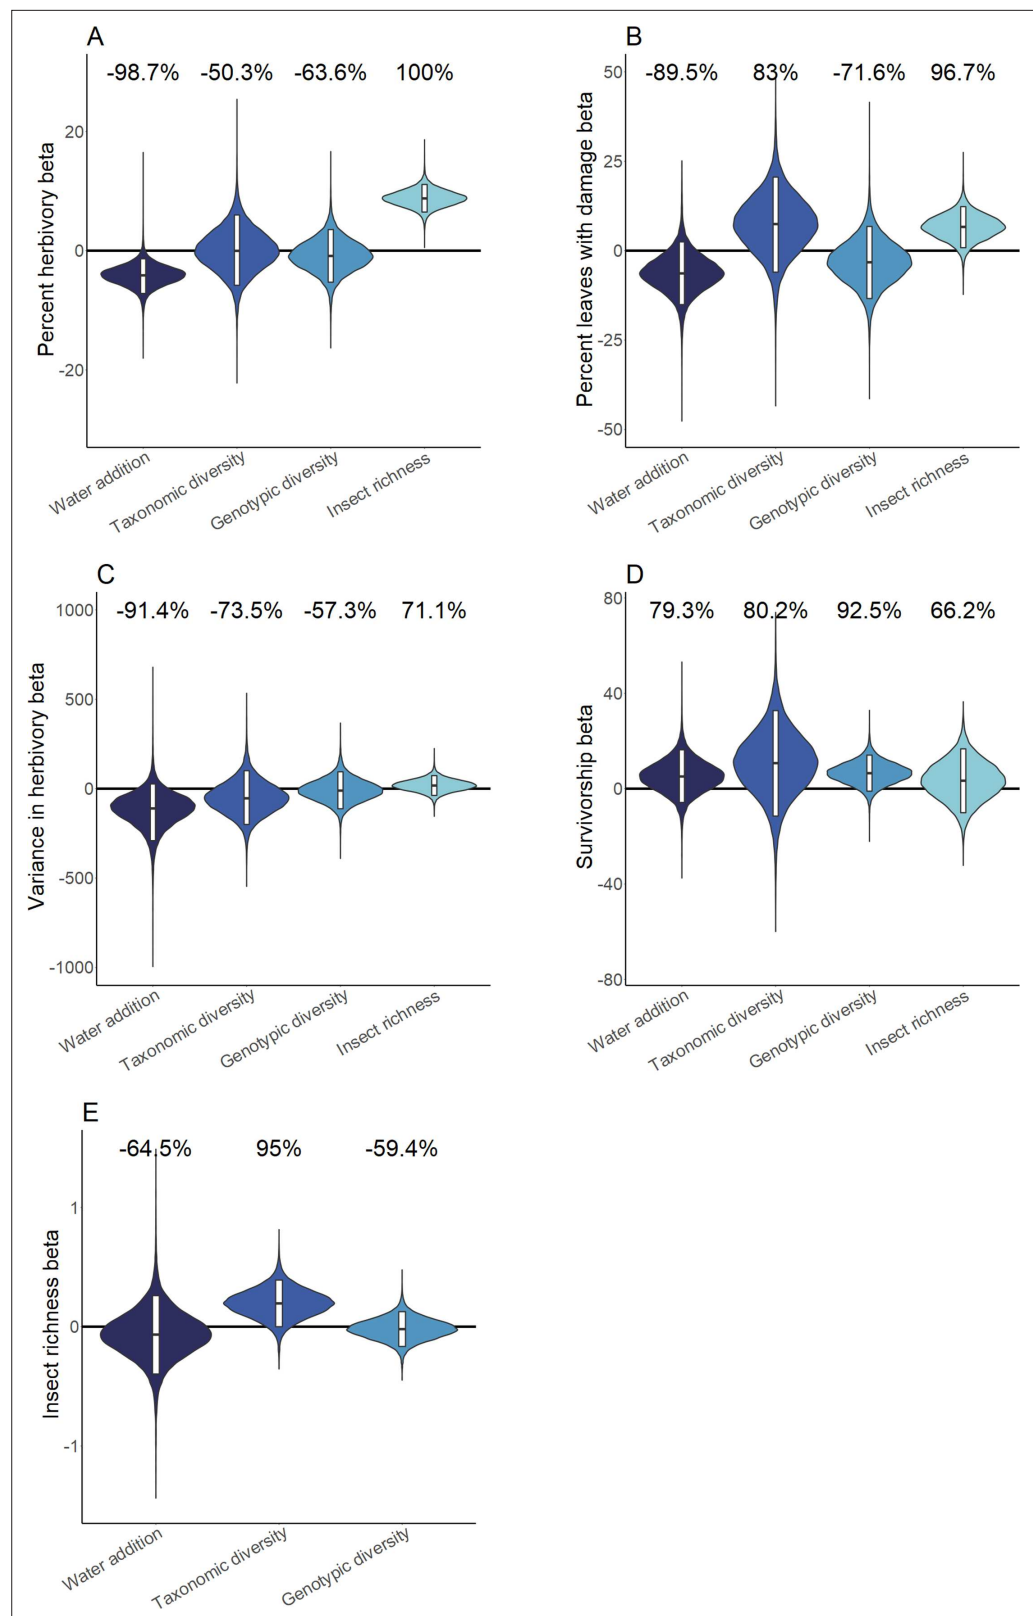 A
-98.7% -50.3% -63.6% 100%
Percent herbivory beta
20
0
-20
Water addition
Taxonomic diversity
Genotypic diversity
Insect richness
B
-89.5% 83% -71.6% 96.7%
Percent leaves with damage beta
50
25
0
-25
-50
Water addition
Taxonomic diversity
Genotypic diversity
Insect richness
C
-91.4% -73.5% -57.3% 71.1%
Variance in herbivory beta
1000
500
0
-500
-1000
Water addition
Taxonomic diversity
Genotypic diversity
Insect richness
D
79.3% 80.2% 92.5% 66.2%
Survivorship beta
80
40
0
-40
-80
Water addition
Taxonomic diversity
Genotypic diversity
Insect richness
E
-64.5% 95% -59.4%
Insect richness beta
1
0
-1
Water addition
Taxonomic diversity
Genotypic diversity